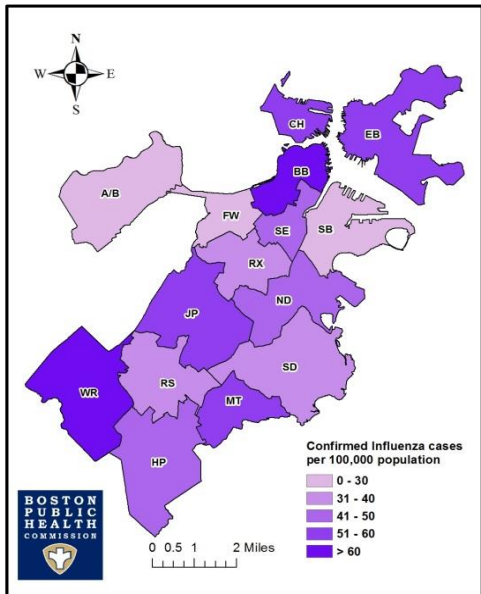 N
W E
S
CH
EB
BB
A/B
FW
SE
SB
RX
ND
JP
SD
WR
RS
MT
HP
Confirmed Influenza cases
per 100,000 population
0 - 30
31 - 40
41 - 50
51 - 60
> 60
BOSTON
PUBLIC
HEALTH
COMMISSION
0 0.5 1 2 Miles